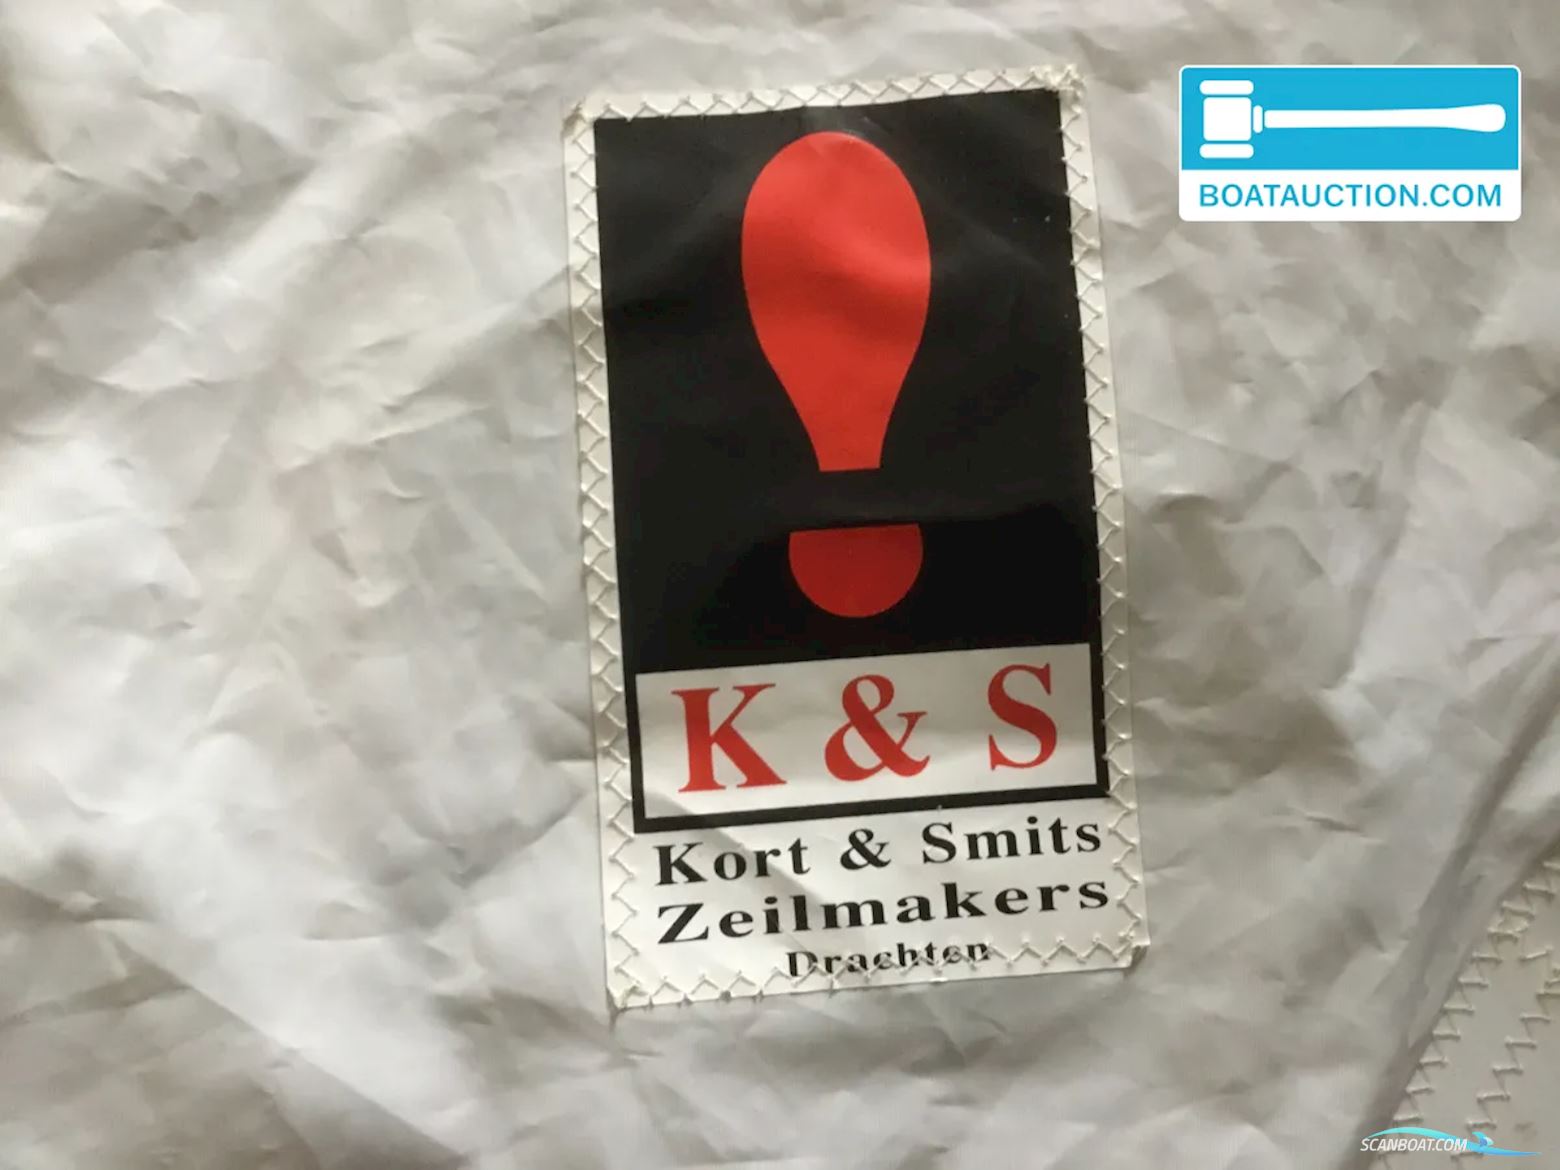 BOATAUCTION.COM
K & S
Kort & Smits
Zeilmakers
Drachten
SCANBOAT.COM